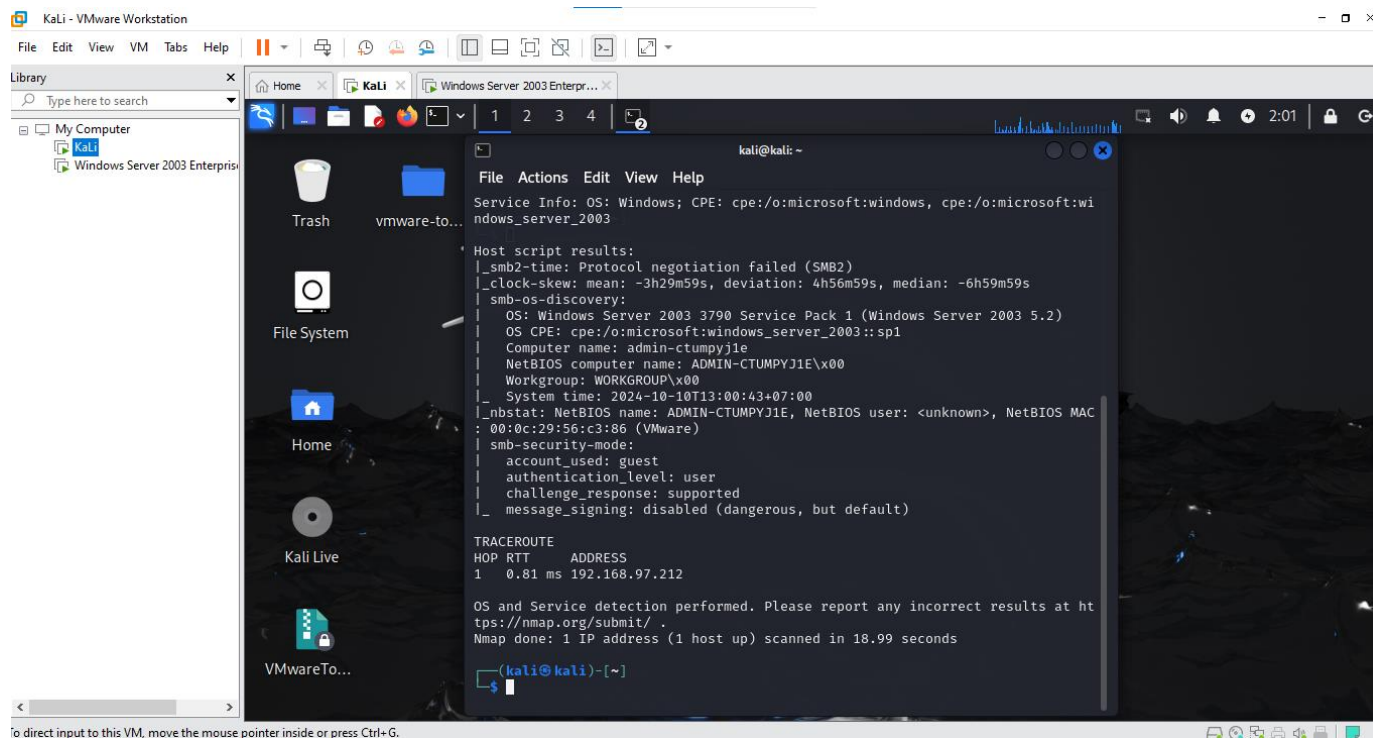 KaLi - VMware Workstation
File Edit View VM Tabs Help
Library
Home
KaLi
Windows Server 2003 Enterpr...
Type here to search
My Computer
KaLi
Windows Server 2003 Enterprise
1 2 3 4
2
2:01
kali@kali: ~
File Actions Edit View Help
Trash
vmware-to...
File System
Home
Kali Live
VMwareTo...
Service Info: OS: Windows; CPE: cpe:/o:microsoft:windows, cpe:/o:microsoft:wi
ndows_server_2003
Host script results:
|_smb2-time: Protocol negotiation failed (SMB2)
|_clock-skew: mean: -3h29m59s, deviation: 4h56m59s, median: -6h59m59s
| smb-os-discovery:
|   OS: Windows Server 2003 3790 Service Pack 1 (Windows Server 2003 5.2)
|   OS CPE: cpe:/o:microsoft:windows_server_2003::sp1
|   Computer name: admin-ctumpyj1e
|   NetBIOS computer name: ADMIN-CTUMPYJ1E\x00
|   Workgroup: WORKGROUP\x00
|_  System time: 2024-10-10T13:00:43+07:00
|_nbstat: NetBIOS name: ADMIN-CTUMPYJ1E, NetBIOS user: <unknown>, NetBIOS MAC
: 00:0c:29:56:c3:86 (VMware)
| smb-security-mode:
|   account_used: guest
|   authentication_level: user
|   challenge_response: supported
|_  message_signing: disabled (dangerous, but default)
TRACEROUTE
HOP RTT     ADDRESS
1   0.81 ms 192.168.97.212
OS and Service detection performed. Please report any incorrect results at ht
tps://nmap.org/submit/ .
Nmap done: 1 IP address (1 host up) scanned in 18.99 seconds
(kali㉿kali)-[~]
$
To direct input to this VM, move the mouse pointer inside or press Ctrl+G.